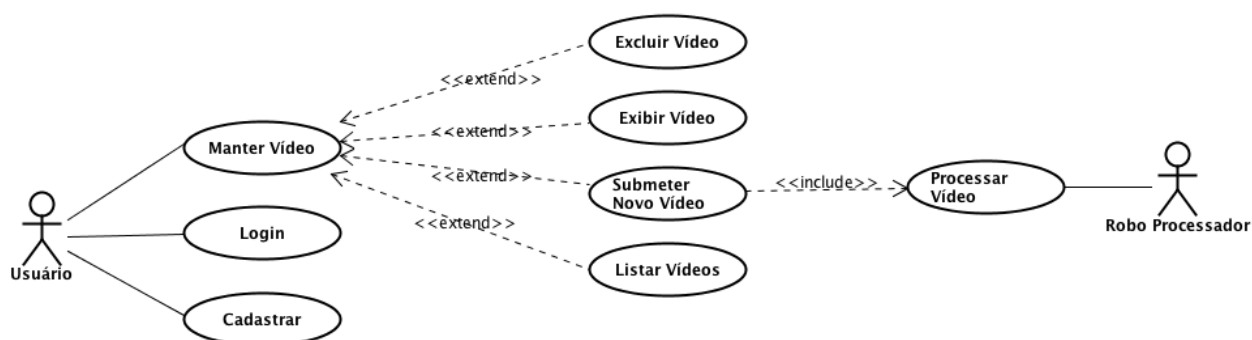 Excluir Vídeo
<<extend>>
Exibir Vídeo
<<extend>>
Manter Vídeo
<<extend>>
Submeter
Novo Vídeo
<<include>>
Processar
Vídeo
Robo Processador
<<extend>>
Login
Listar Vídeos
Usuário
Cadastrar